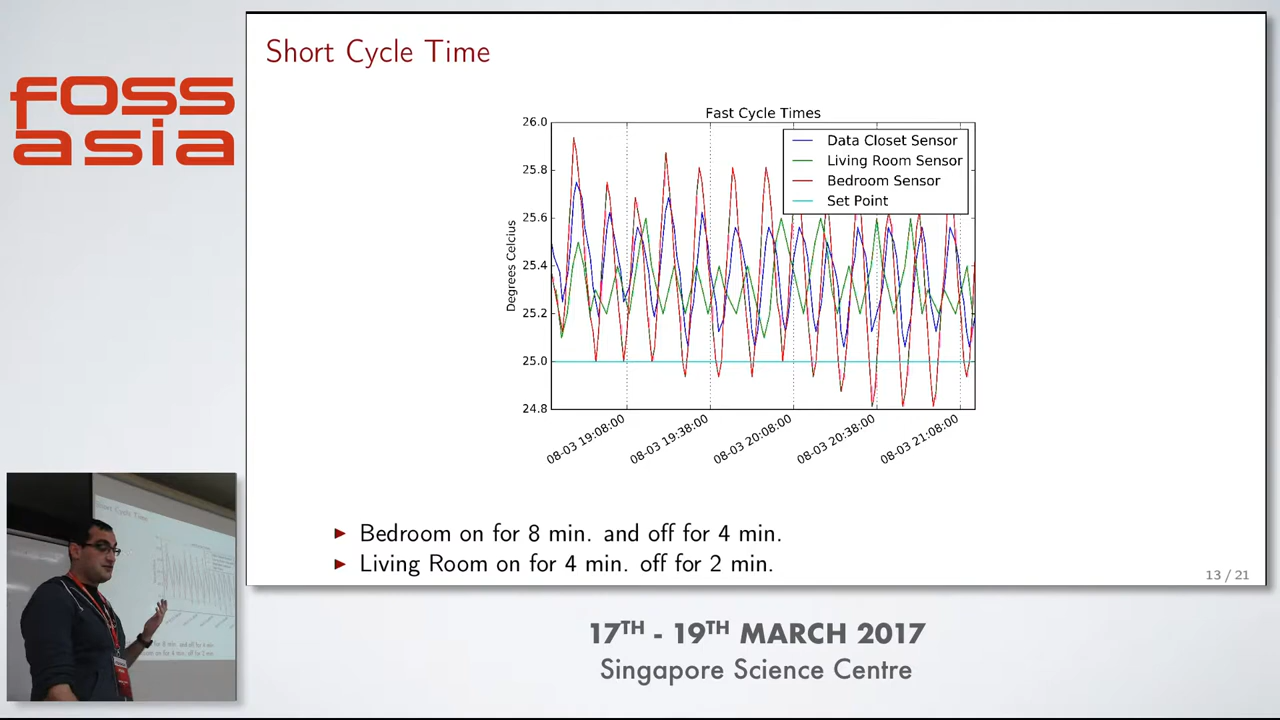 foss
asia
Short Cycle Time
Fast Cycle Times
26.0
25.8
25.6
25.4
25.2
25.0
24.8
Degrees Celcius
Data Closet Sensor
Living Room Sensor
Bedroom Sensor
Set Point
08-03 19:08:00
08-03 19:38:00
08-03 20:08:00
08-03 20:38:00
08-03 21:08:00
► Bedroom on for 8 min. and off for 4 min.
► Living Room on for 4 min. off for 2 min.
13 / 21
Short Cycle Time
17TH - 19TH MARCH 2017
Singapore Science Centre